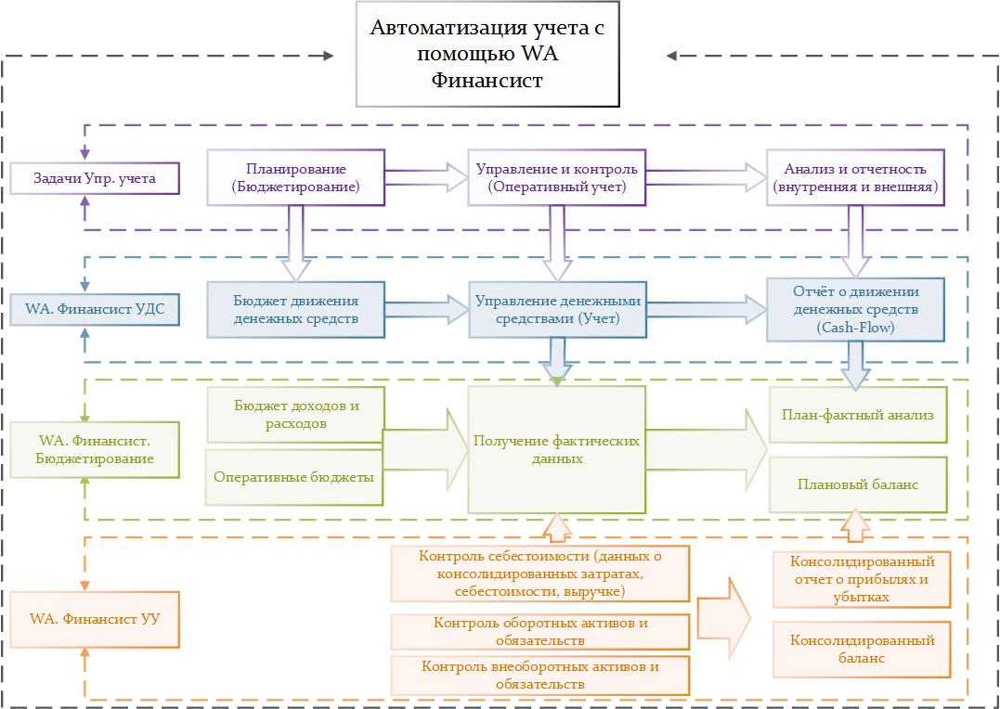 Автоматизация учета с
помощью WA
Финансист
Задачи Упр. учета
Планирование
(Бюджетирование)
Управление и контроль
(Оперативный учет)
Анализ и отчетность
(внутренняя и внешняя)
WA. Финансист УДС
Бюджет движения
денежных средств
Управление денежными
средствами (Учет)
Отчёт о движении
денежных средств
(Cash-Flow)
WA. Финансист.
Бюджетирование
Бюджет доходов и
расходов
Оперативные бюджеты
Получение фактических
данных
План-фактный анализ
Плановый баланс
WA. Финансист УУ
Контроль себестоимости (данных о
консолидированных затратах,
себестоимости, выручке)
Контроль оборотных активов и
обязательств
Контроль внеоборотных активов и
обязательств
Консолидированный
отчет о прибылях и
убытках
Консолидированный
баланс